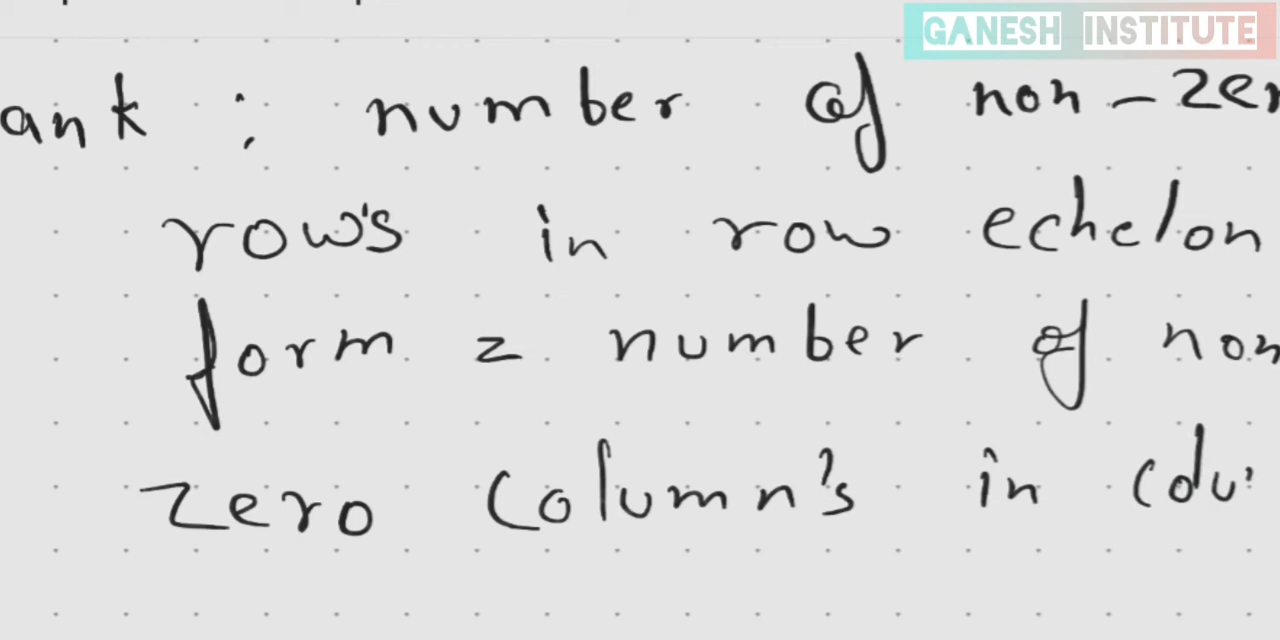 GANESH INSTITUTE
ank : number of non-zer
row's in row echelon
form = number of non
zero column's in colu